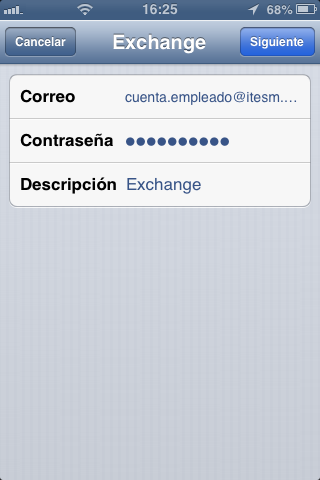 16:25 68%
Cancelar Exchange Siguiente
Correo cuenta.empleado@itesm....
Contraseña ●●●●●●●●●●
Descripción Exchange